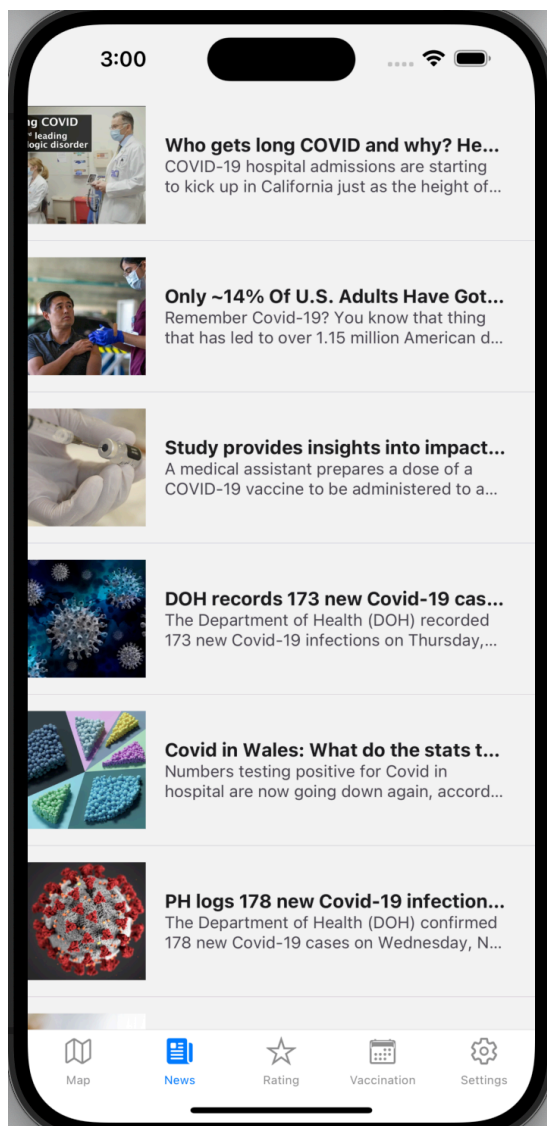 3:00
ng COVID
st leading
logic disorder
Who gets long COVID and why? He...
COVID-19 hospital admissions are starting
to kick up in California just as the height of...
Only ~14% Of U.S. Adults Have Got...
Remember Covid-19? You know that thing
that has led to over 1.15 million American d...
Study provides insights into impact...
A medical assistant prepares a dose of a
COVID-19 vaccine to be administered to a...
DOH records 173 new Covid-19 cas...
The Department of Health (DOH) recorded
173 new Covid-19 infections on Thursday,...
Covid in Wales: What do the stats t...
Numbers testing positive for Covid in
hospital are now going down again, accord...
PH logs 178 new Covid-19 infection...
The Department of Health (DOH) confirmed
178 new Covid-19 cases on Wednesday, N...
Map
News
Rating
Vaccination
Settings